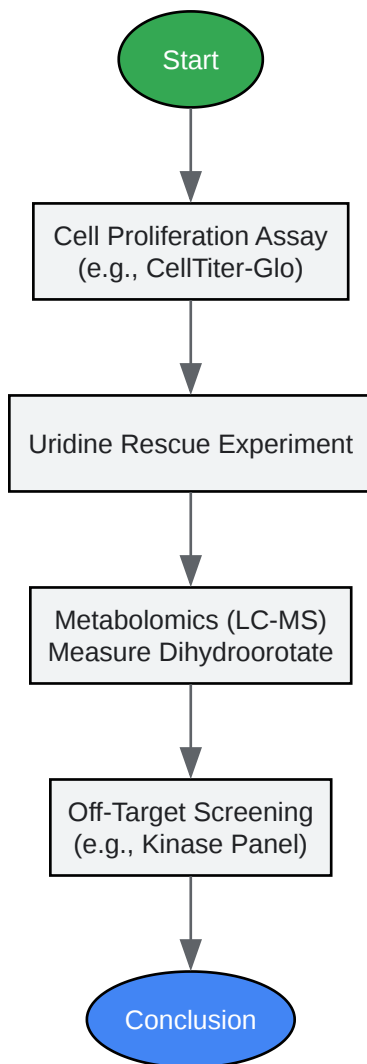 Start
Cell Proliferation Assay
(e.g., CellTiter-Glo)
Uridine Rescue Experiment
Metabolomics (LC-MS)
Measure Dihydroorotate
Off-Target Screening
(e.g., Kinase Panel)
Conclusion